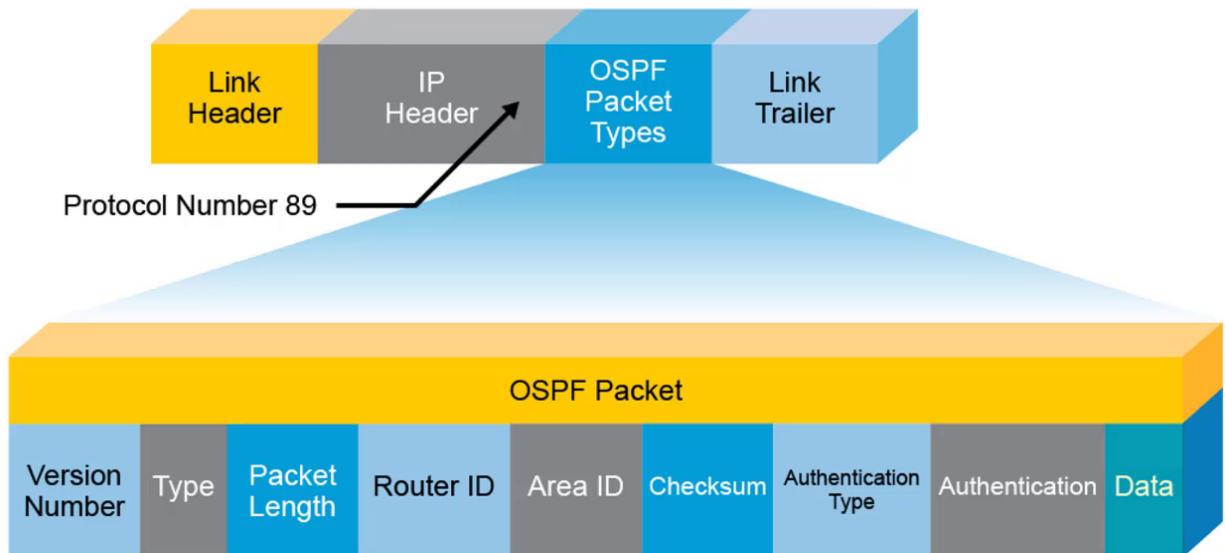 Link
Header
IP
Header
OSPF
Packet
Types
Link
Trailer
Protocol Number 89
OSPF Packet
Version
Number
Type
Packet
Length
Router ID
Area ID
Checksum
Authentication
Type
Authentication
Data